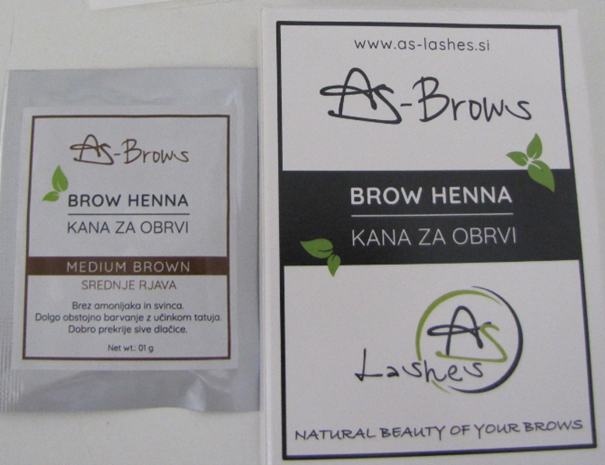 As-Brows
BROW HENNA
KANA ZA OBRVI
MEDIUM BROWN
SREDNJE RJAVA
Brez amonijaka in svinca.
Dolgo obstojno barvanje z učinkom tatuja.
Dobro prekrije sive dlačice.
Net wt.: 01 g
www.as-lashes.si
As-Brows
BROW HENNA
KANA ZA OBRVI
As
Lashes
NATURAL BEAUTY OF YOUR BROWS